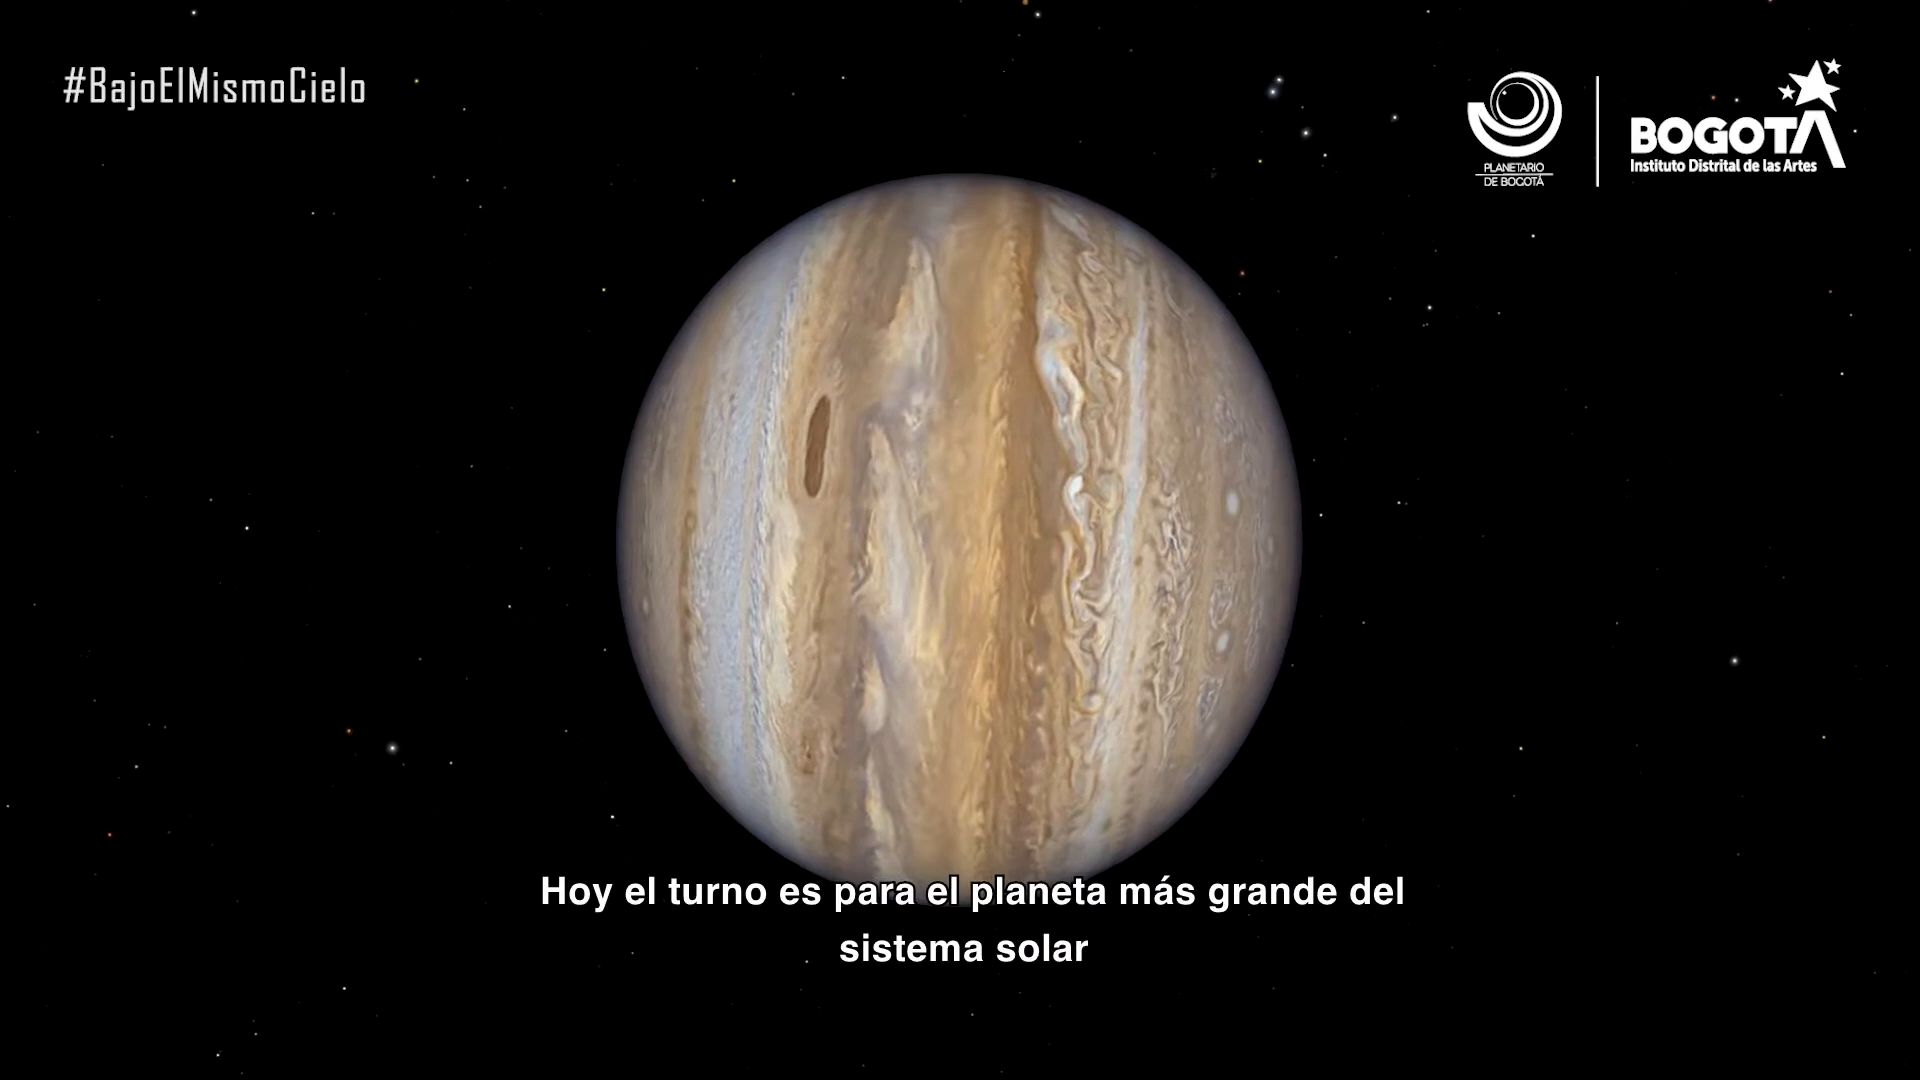 #BajoElMismoCielo
PLANETARIO
DE BOGOTÁ
BOGOTÁ
Instituto Distrital de las Artes
Hoy el turno es para el planeta más grande del
sistema solar